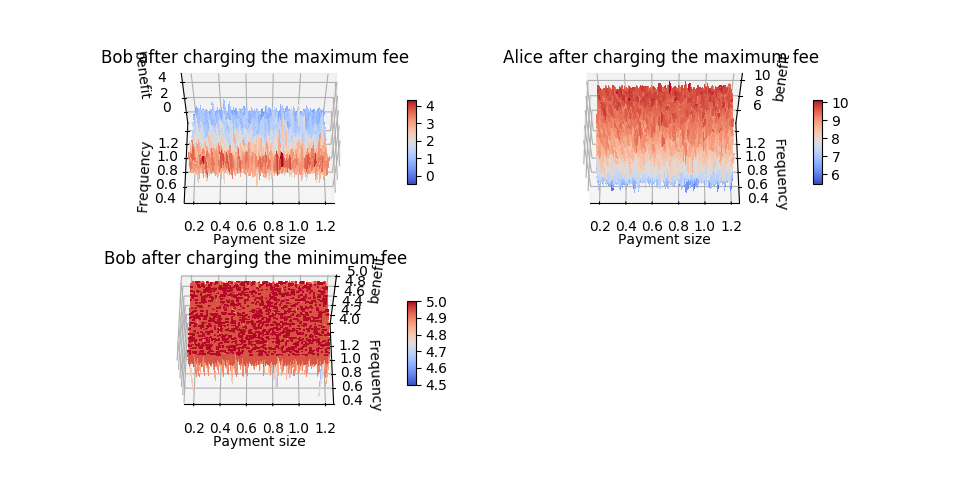 Bob after charging the maximum fee
benefit
4
2
0
Frequency
1.2
1.0
0.8
0.6
0.4
0.2 0.4 0.6 0.8 1.0 1.2
Payment size
4
3
2
1
0
Alice after charging the maximum fee
benefit
10
8
6
Frequency
1.2
1.0
0.8
0.6
0.4
0.2 0.4 0.6 0.8 1.0 1.2
Payment size
10
9
8
7
6
Bob after charging the minimum fee
benefit
5.0
4.8
4.6
4.4
4.2
4.0
Frequency
1.2
1.0
0.8
0.6
0.4
0.2 0.4 0.6 0.8 1.0 1.2
Payment size
5.0
4.9
4.8
4.7
4.6
4.5